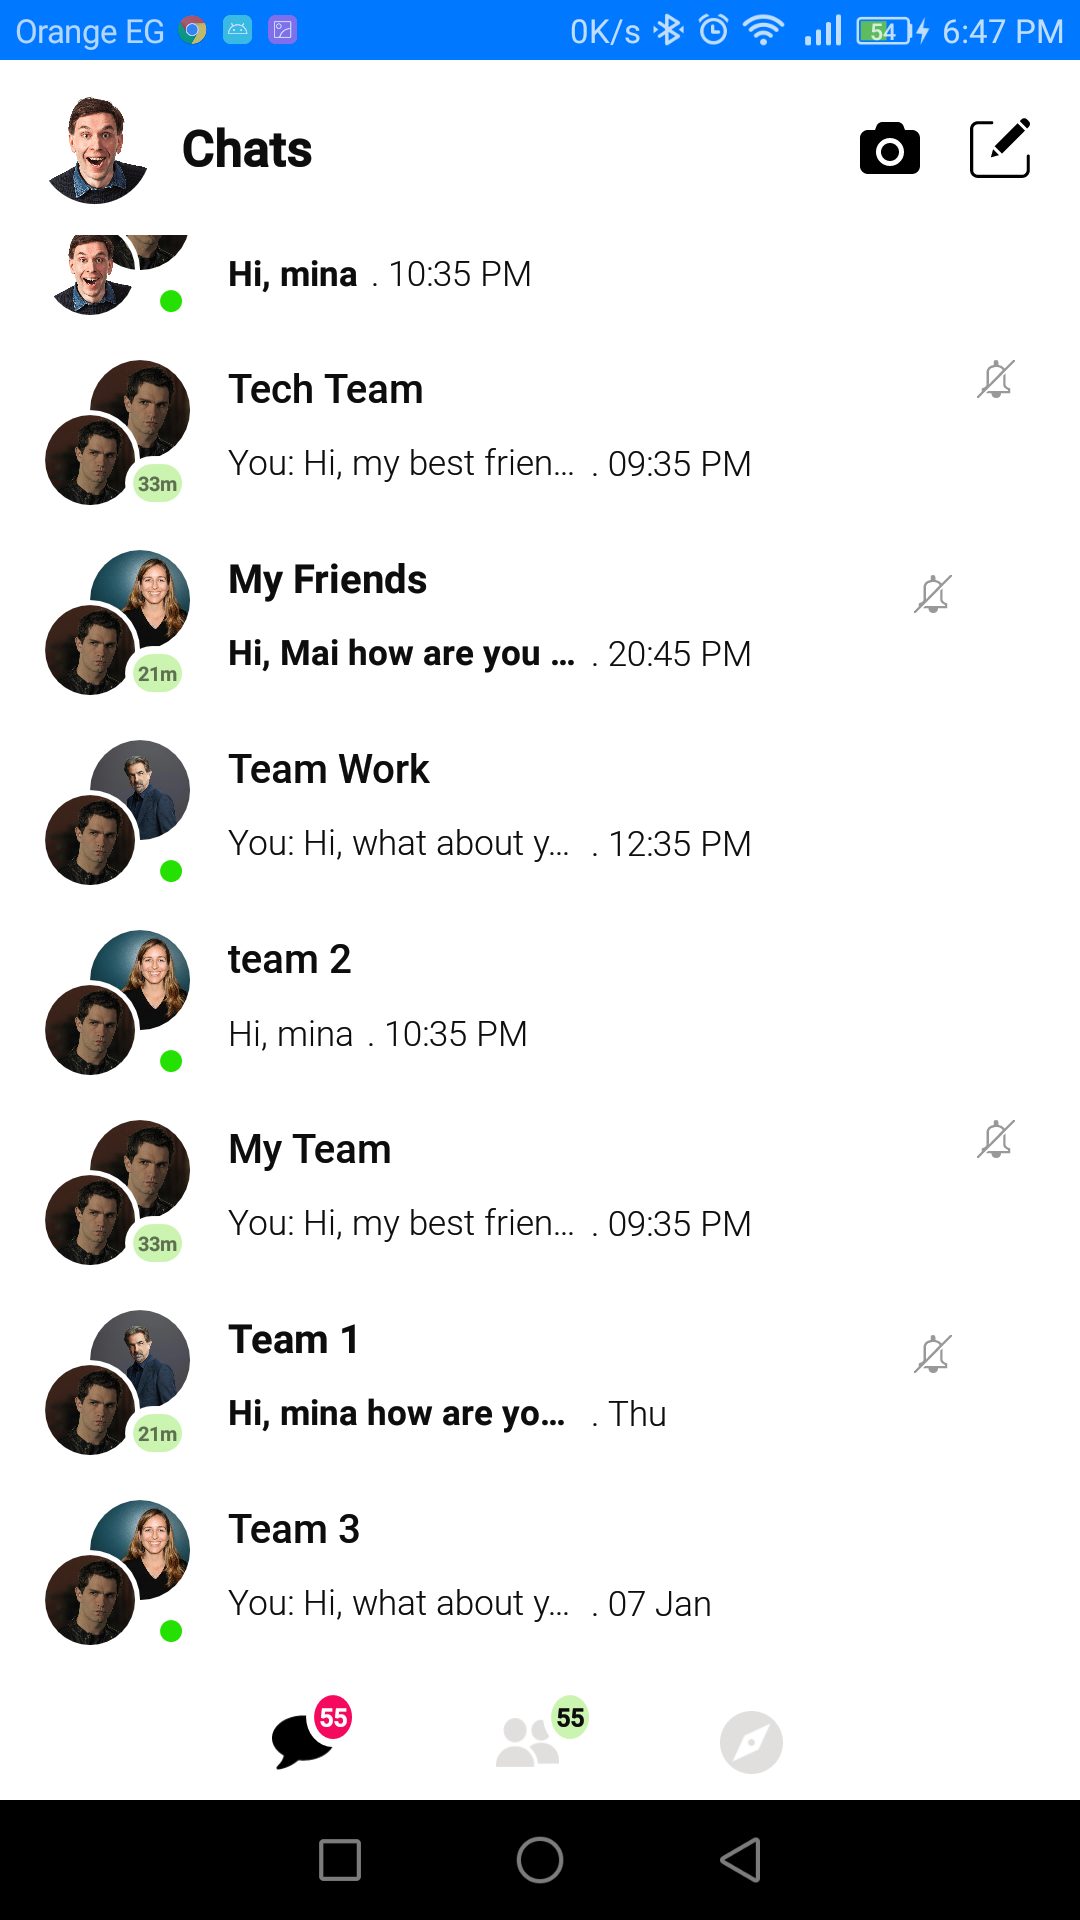 Orange EG 0K/s 54 6:47 PM
Chats
Hi, mina . 10:35 PM
Tech Team
You: Hi, my best frien... . 09:35 PM
33m
My Friends
Hi, Mai how are you ... . 20:45 PM
21m
Team Work
You: Hi, what about y... . 12:35 PM
team 2
Hi, mina . 10:35 PM
My Team
You: Hi, my best frien... . 09:35 PM
33m
Team 1
Hi, mina how are yo... . Thu
21m
Team 3
You: Hi, what about y... . 07 Jan
55 55